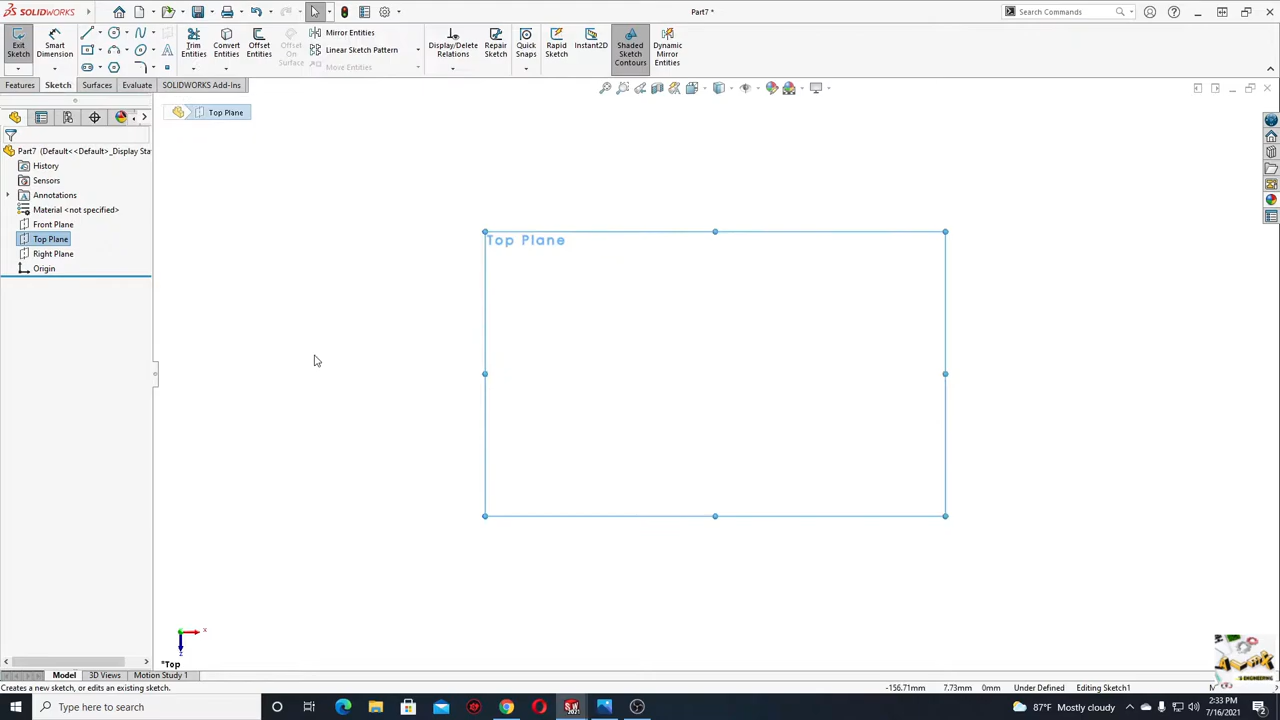 SOLIDWORKS
Part7 *
Search Commands
Exit Sketch
Smart Dimension
Trim Entities
Convert Entities
Offset Entities
Offset On Surface
Mirror Entities
Linear Sketch Pattern
Move Entities
Display/Delete Relations
Repair Sketch
Quick Snaps
Rapid Sketch
Instant2D
Shaded Sketch Contours
Dynamic Mirror Entities
Features
Sketch
Surfaces
Evaluate
SOLIDWORKS Add-Ins
Top Plane
Part7 (Default<<Default>_Display Sta
History
Sensors
Annotations
Material <not specified>
Front Plane
Top Plane
Right Plane
Origin
Top Plane
x
z
*Top
Model
3D Views
Motion Study 1
Creates a new sketch, or edits an existing sketch.
-156.71mm
7.73mm
0mm
Under Defined
Editing Sketch1
Type here to search
87°F Mostly cloudy
2:33 PM
7/16/2021